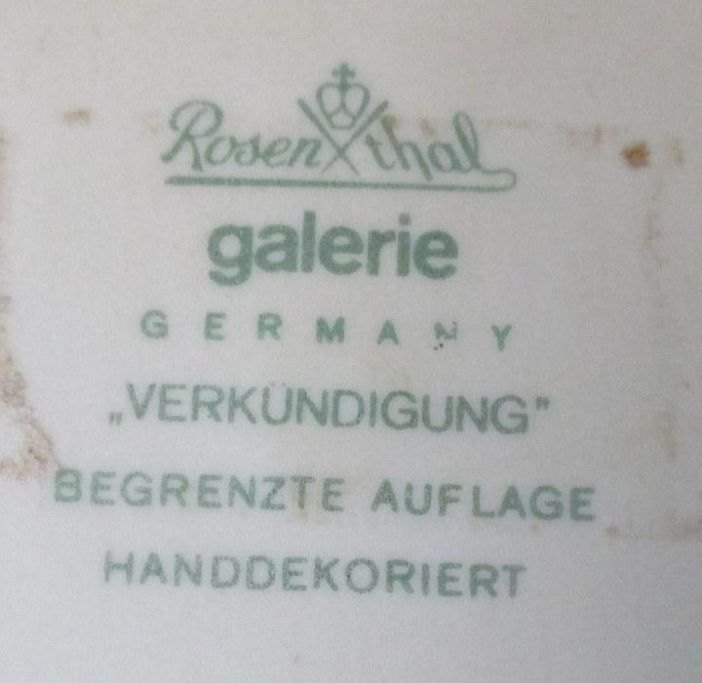 Rosenthal
galerie
GERMANY
„VERKÜNDIGUNG”
BEGRENZTE AUFLAGE
HANDDEKORIERT